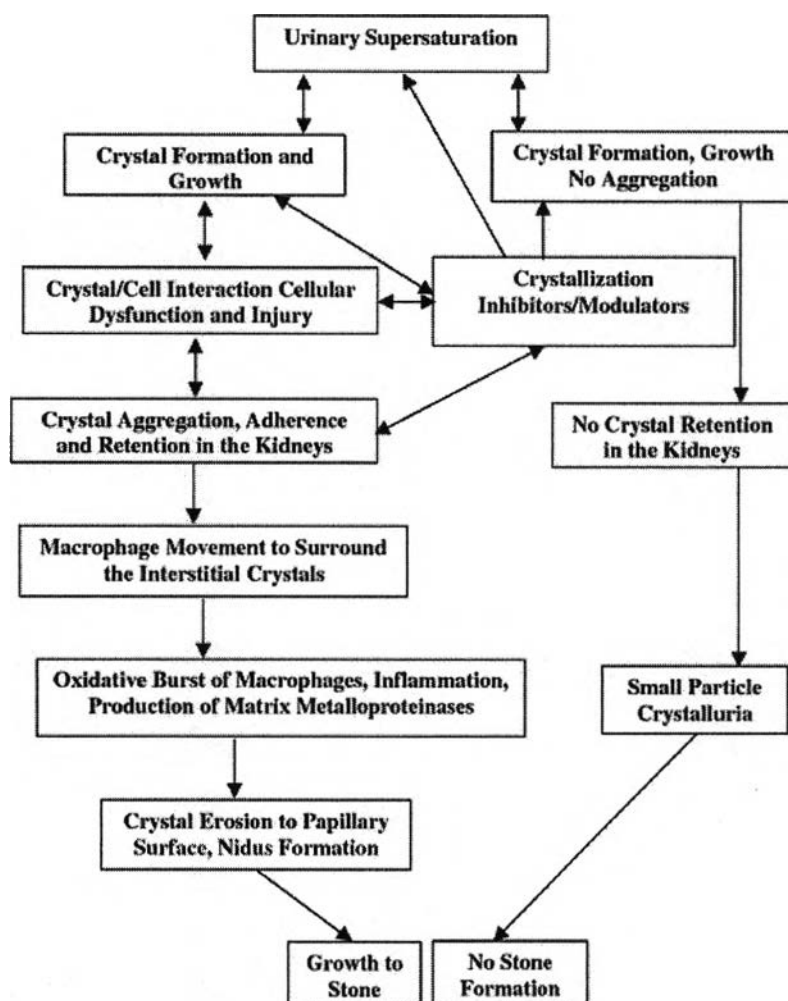 Urinary Supersaturation
Crystal Formation and
Growth
Crystal Formation, Growth
No Aggregation
Crystal/Cell Interaction Cellular
Dysfunction and Injury
Crystallization
Inhibitors/Modulators
Crystal Aggregation, Adherence
and Retention in the Kidneys
No Crystal Retention
in the Kidneys
Macrophage Movement to Surround
the Interstitial Crystals
Oxidative Burst of Macrophages, Inflammation,
Production of Matrix Metalloproteinases
Small Particle
Crystalluria
Crystal Erosion to Papillary
Surface, Nidus Formation
Growth to
Stone
No Stone
Formation